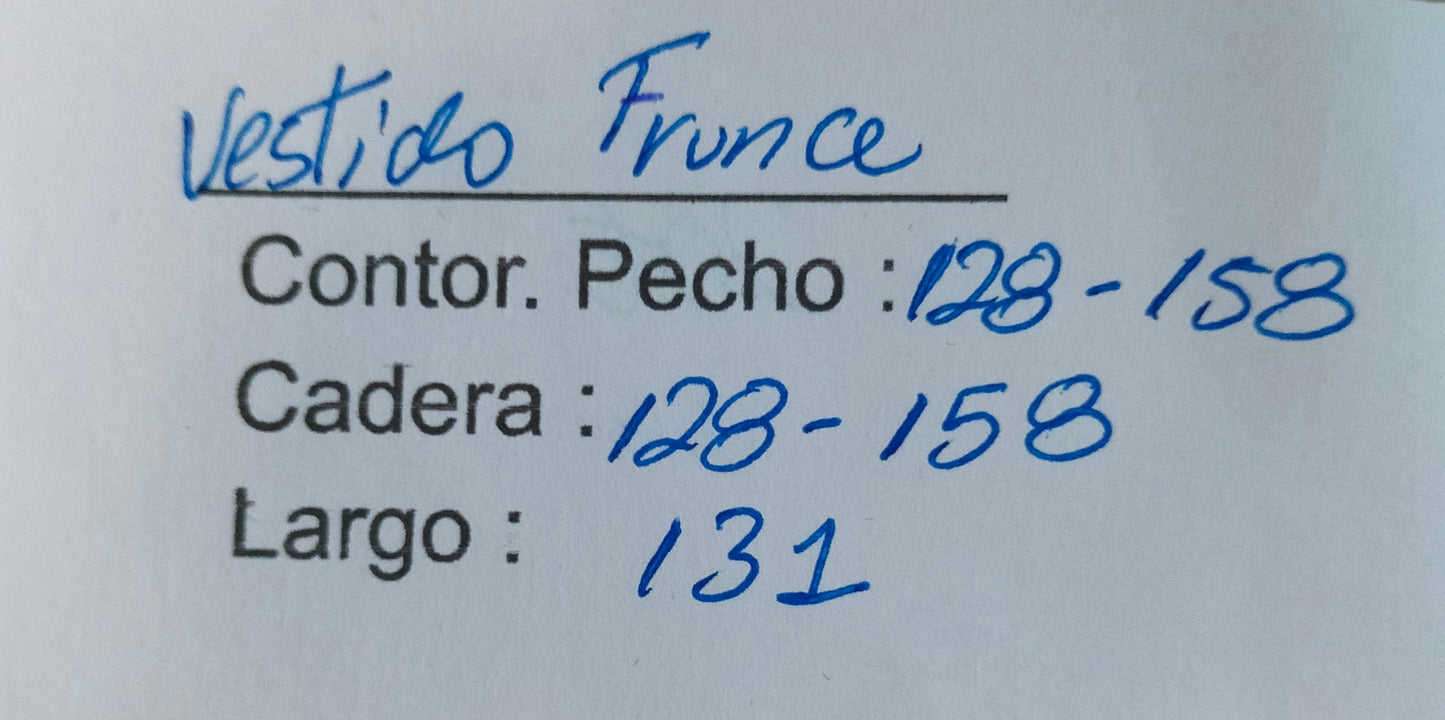 Vestido Frunce
Contor. Pecho : 128 - 158
Cadera : 128 - 158
Largo : 131